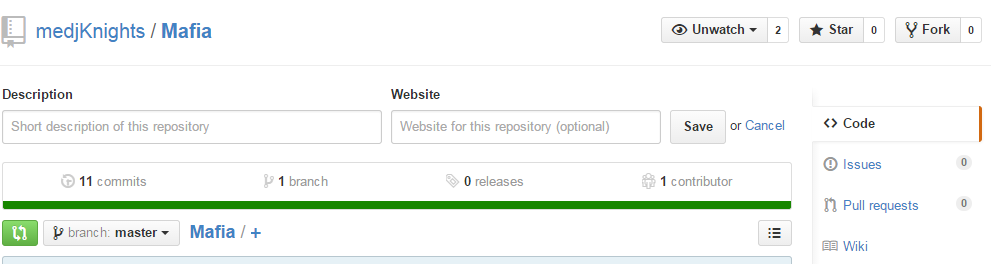 medjKnights / Mafia
Unwatch 2 Star 0 Fork 0
Description Website
Short description of this repository Website for this repository (optional) Save or Cancel
Code
11 commits 1 branch 0 releases 1 contributor
Issues 0
Pull requests 0
branch: master Mafia / +
Wiki